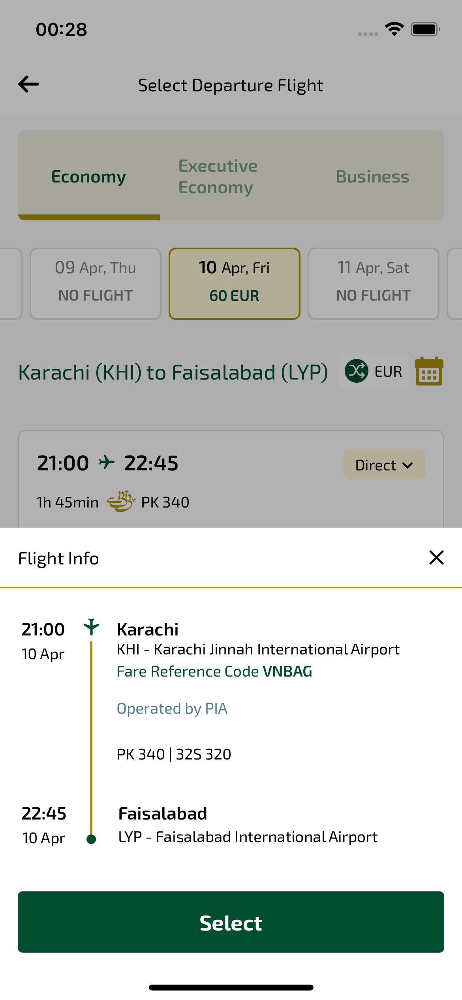 00:28
Select Departure Flight
Economy
Executive
Economy
Business
09 Apr, Thu
NO FLIGHT
10 Apr, Fri
60 EUR
11 Apr, Sat
NO FLIGHT
Karachi (KHI) to Faisalabad (LYP)
EUR
21:00 22:45
Direct
1h 45min PK 340
Flight Info
21:00
Karachi
10 Apr
KHI - Karachi Jinnah International Airport
Fare Reference Code VNBAG
Operated by PIA
PK 340 | 32S 320
22:45
Faisalabad
10 Apr
LYP - Faisalabad International Airport
Select